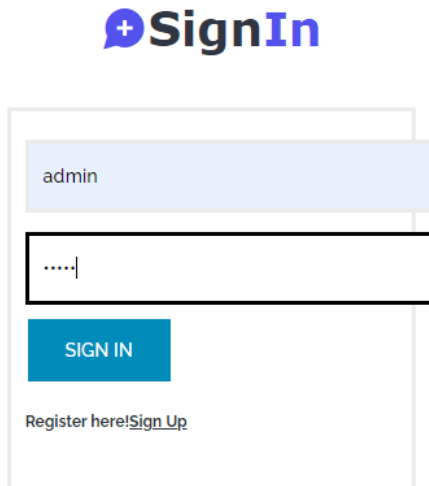 SignIn
admin
•••••
SIGN IN
Register here!Sign Up